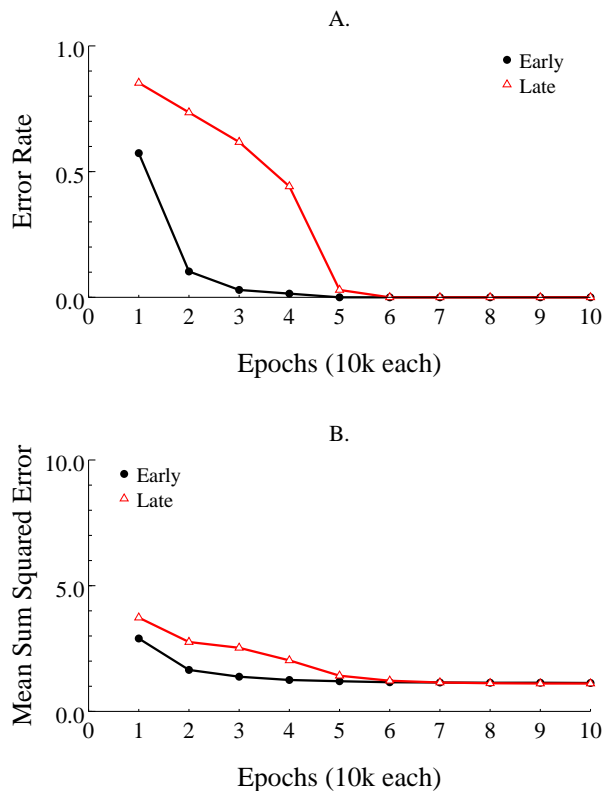 A.
1.0
Early
Late
0.5
Error Rate
0.0
0 1 2 3 4 5 6 7 8 9 10
Epochs (10k each)
B.
10.0
Early
Late
5.0
Mean Sum Squared Error
0.0
0 1 2 3 4 5 6 7 8 9 10
Epochs (10k each)